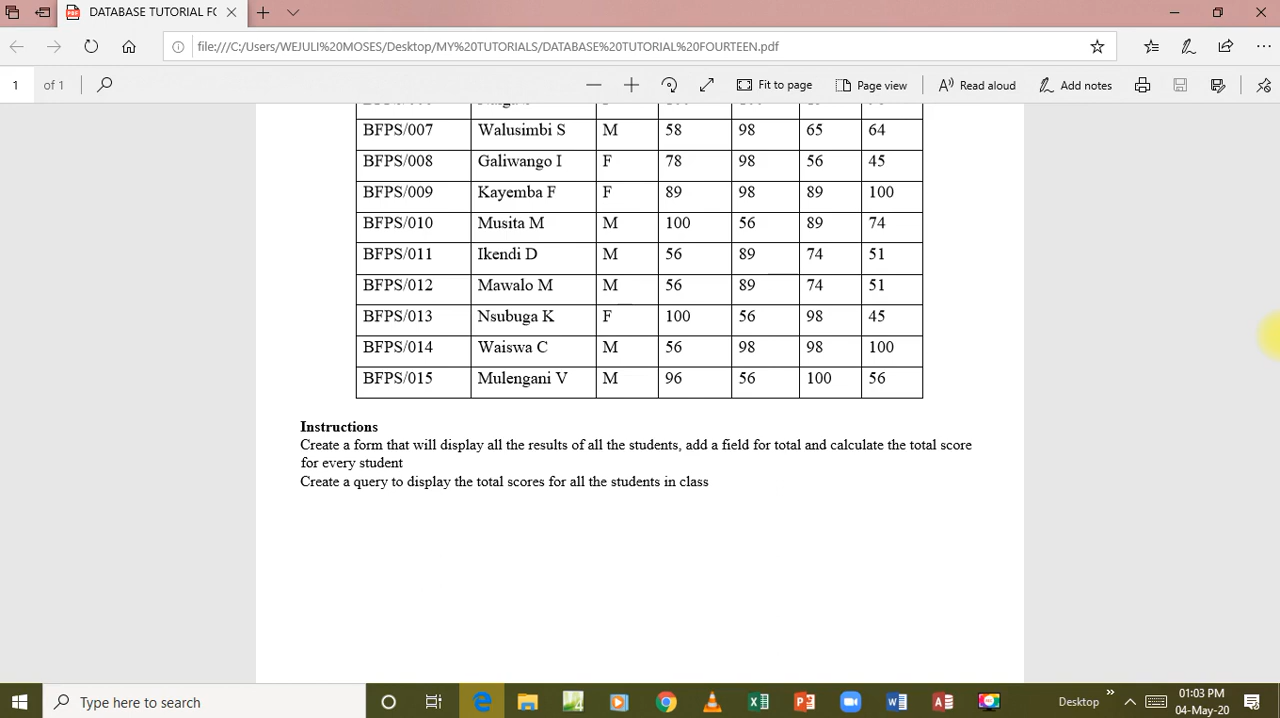 DATABASE TUTORIAL FO
file:///C:/Users/WEJULI%20MOSES/Desktop/MY%20TUTORIALS/DATABASE%20TUTORIAL%20FOURTEEN.pdf
1 of 1 Fit to page Page view Read aloud Add notes
BFPS/007 Walusimbi S M 58 98 65 64
BFPS/008 Galiwango I F 78 98 56 45
BFPS/009 Kayemba F F 89 98 89 100
BFPS/010 Musita M M 100 56 89 74
BFPS/011 Ikendi D M 56 89 74 51
BFPS/012 Mawalo M M 56 89 74 51
BFPS/013 Nsubuga K F 100 56 98 45
BFPS/014 Waiswa C M 56 98 98 100
BFPS/015 Mulengani V M 96 56 100 56
Instructions
Create a form that will display all the results of all the students, add a field for total and calculate the total score
for every student
Create a query to display the total scores for all the students in class
Type here to search
Desktop
01:03 PM
04-May-20